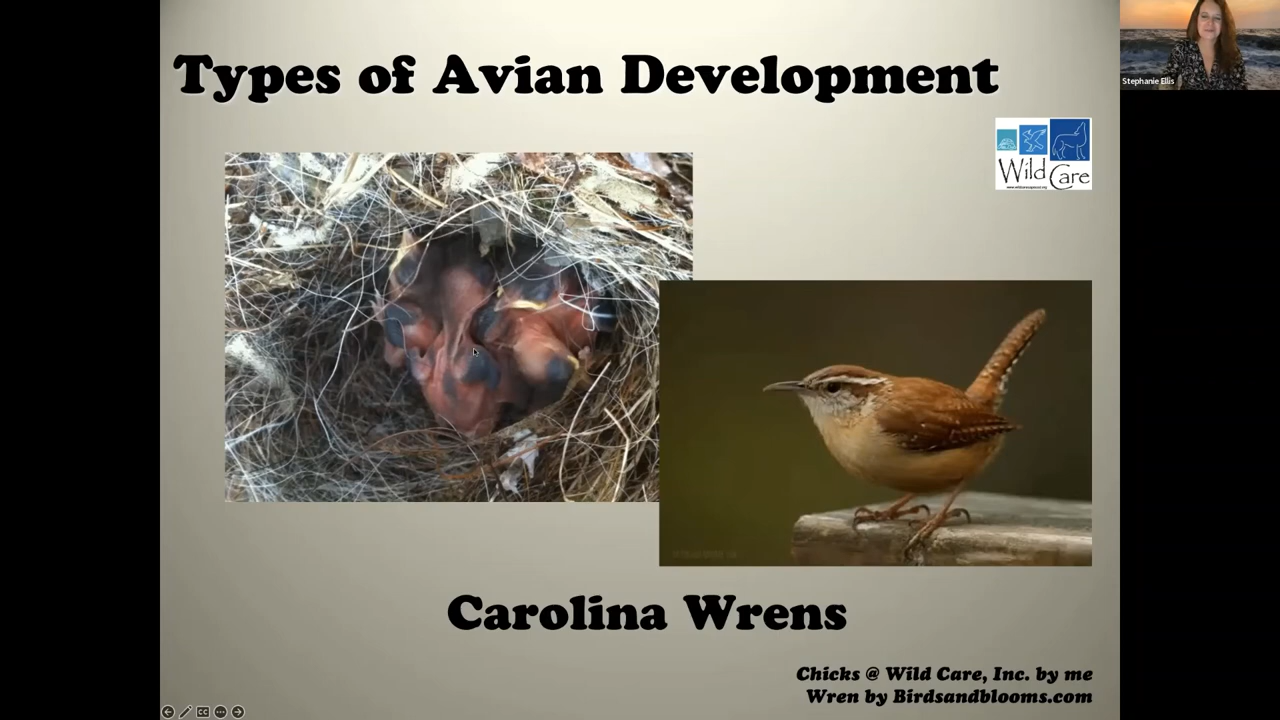 Types of Avian Development
Stephanie Ellis
Wild Care
Carolina Wrens
Chicks @ Wild Care, Inc. by me
Wren by Birdsandblooms.com